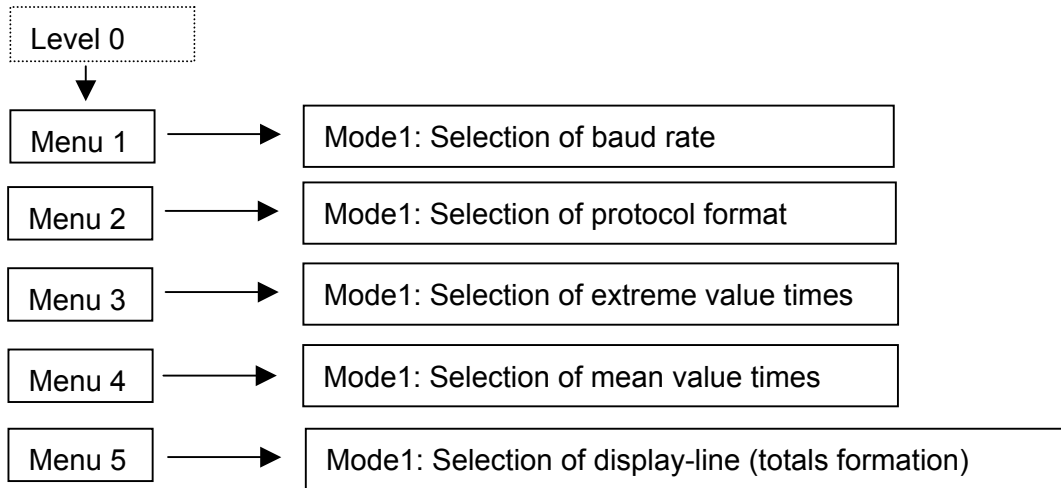 Level 0
Menu 1
Mode1: Selection of baud rate
Menu 2
Mode1: Selection of protocol format
Menu 3
Mode1: Selection of extreme value times
Menu 4
Mode1: Selection of mean value times
Menu 5
Mode1: Selection of display-line (totals formation)